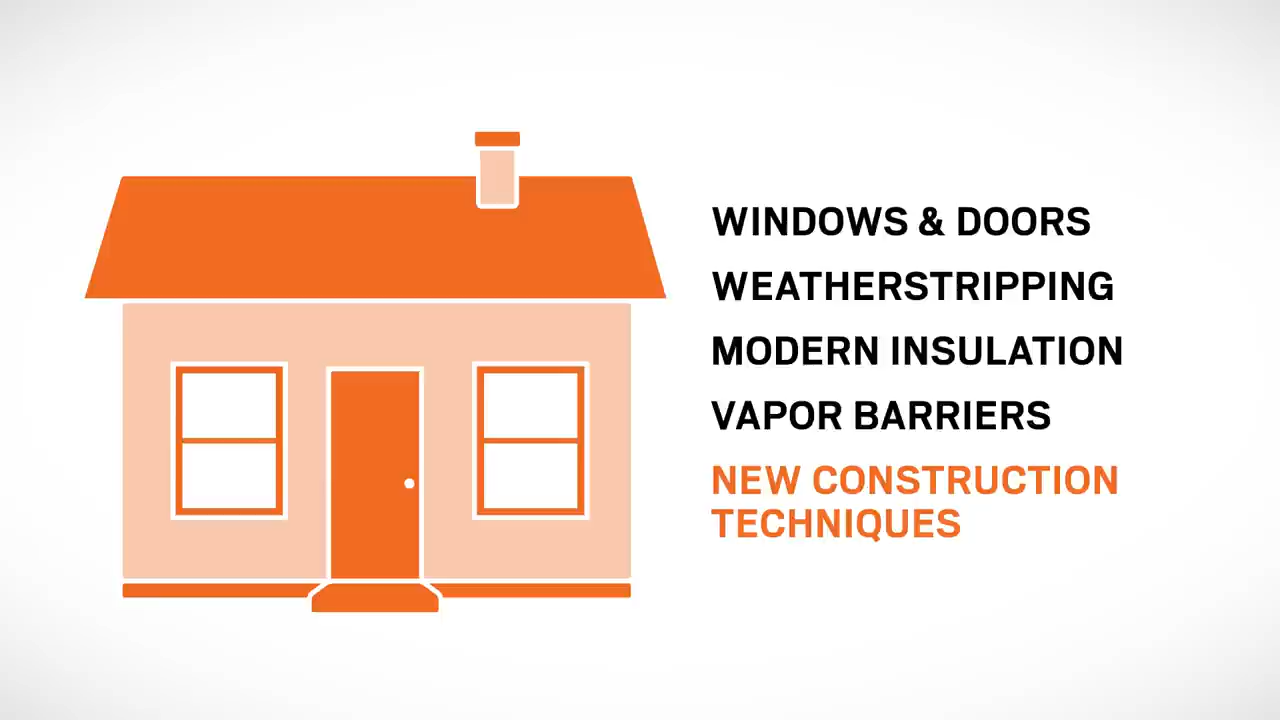 WINDOWS & DOORS
WEATHERSTRIPPING
MODERN INSULATION
VAPOR BARRIERS
NEW CONSTRUCTION
TECHNIQUES